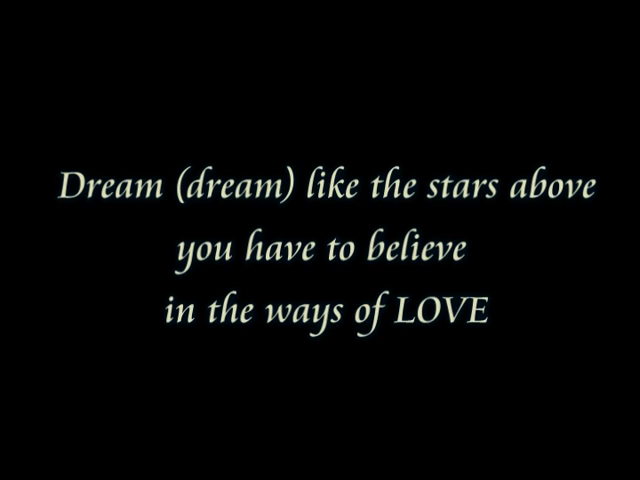 Dream (dream) like the stars above
you have to believe
in the ways of LOVE